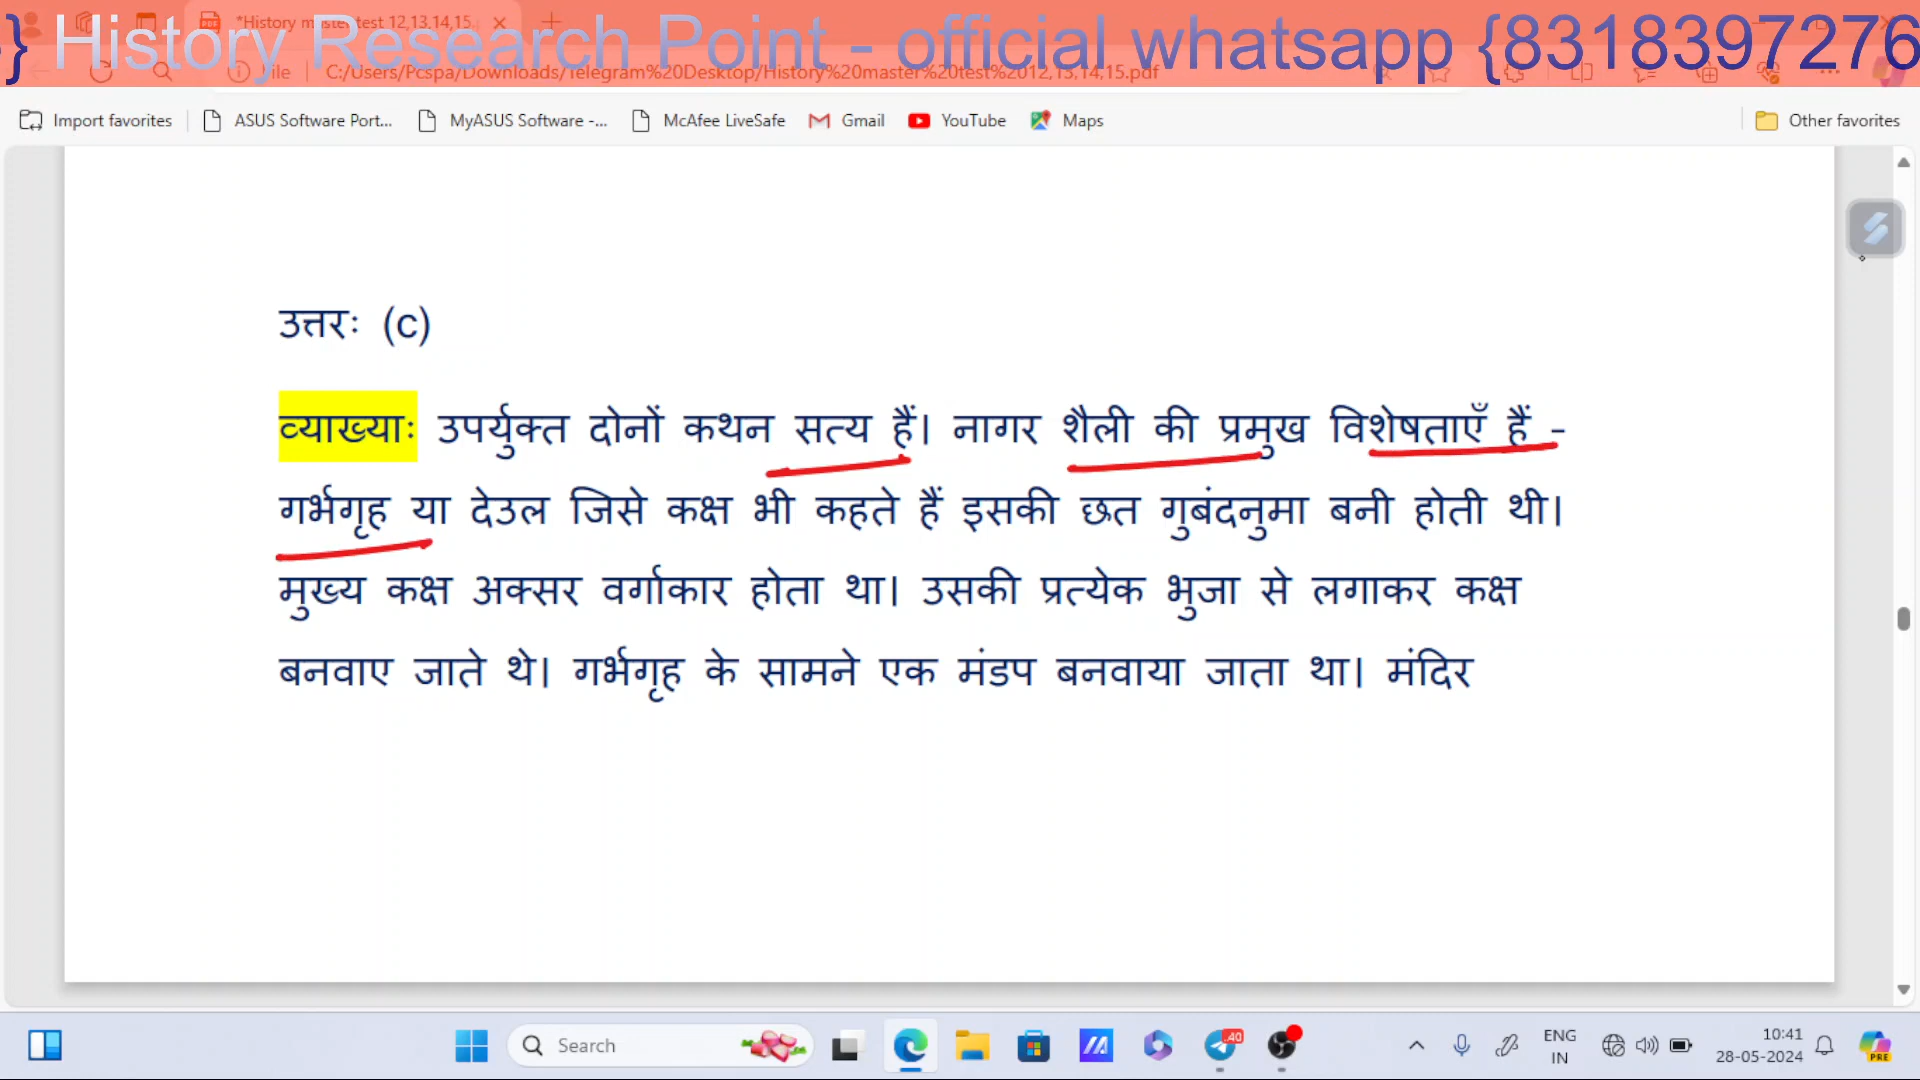 *History master test 12,13,14,15
} History Research Point - official whatsapp {8318397276
File C:/Users/Pcspa/Downloads/Telegram%20Desktop/History%20master%20test%2012,13,14,15.pdf
Import favorites ASUS Software Port... MyASUS Software -... McAfee LiveSafe Gmail YouTube Maps Other favorites
उत्तरः (c)
व्याख्याः उपर्युक्त दोनों कथन सत्य हैं। नागर शैली की प्रमुख विशेषताएँ हैं -
गर्भगृह या देउल जिसे कक्ष भी कहते हैं इसकी छत गुबंदनुमा बनी होती थी।
मुख्य कक्ष अक्सर वर्गाकार होता था। उसकी प्रत्येक भुजा से लगाकर कक्ष
बनवाए जाते थे। गर्भगृह के सामने एक मंडप बनवाया जाता था। मंदिर
Search 40 ENG 10:41
IN 28-05-2024 PRE